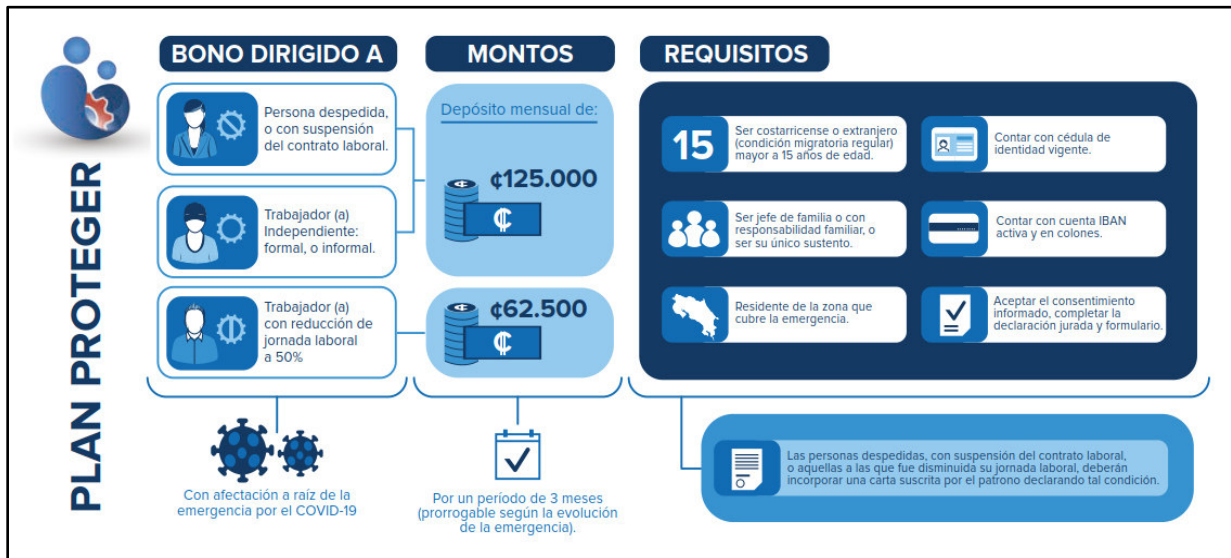 PLAN PROTEGER
BONO DIRIGIDO A
Persona despedida,
o con suspensión
del contrato laboral.
Trabajador (a)
Independiente:
formal, o informal.
Trabajador (a)
con reducción de
jornada laboral
a 50%
Con afectación a raíz de la
emergencia por el COVID-19
MONTOS
Depósito mensual de:
¢125.000
₡
¢62.500
₡
Por un período de 3 meses
(prorrogable según la evolución
de la emergencia).
REQUISITOS
15
Ser costarricense o extranjero
(condición migratoria regular)
mayor a 15 años de edad.
Contar con cédula de
identidad vigente.
Ser jefe de familia o con
responsabilidad familiar, o
ser su único sustento.
Contar con cuenta IBAN
activa y en colones.
Residente de la zona que
cubre la emergencia.
Aceptar el consentimiento
informado, completar la
declaración jurada y formulario.
Las personas despedidas, con suspensión del contrato laboral,
o aquellas a las que fue disminuida su jornada laboral, deberán
incorporar una carta suscrita por el patrono declarando tal condición.